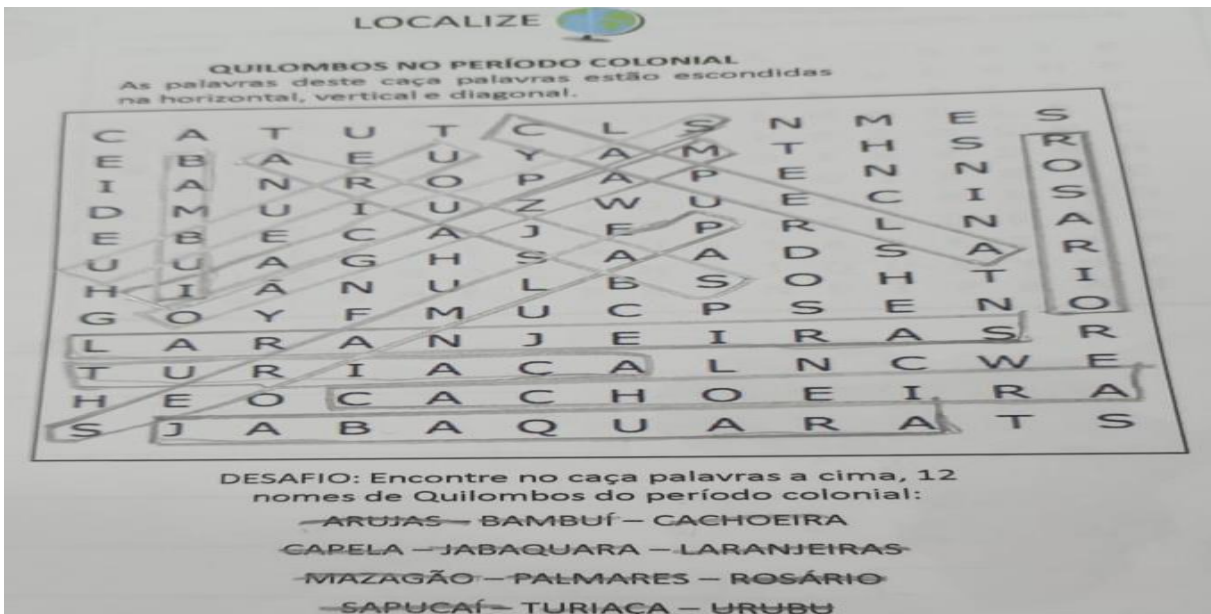 LOCALIZE
QUILOMBOS NO PERÍODO COLONIAL
As palavras deste caça palavras estão escondidas
na horizontal, vertical e diagonal.
C A T U T C L S N M E S
E B A E U Y A M T H S R
I A N R O P A P E N N O
D M U I U Z W U E C I S
E B E C A J E P R L N A
U U A G H S A A D S A R
H I A N U L B S O H T I
G O Y F M U C P S E N O
L A R A N J E I R A S R
T U R I A C A L N C W E
H E O C A C H O E I R A
S J A B A Q U A R A T S
DESAFIO: Encontre no caça palavras a cima, 12
nomes de Quilombos do período colonial:
ARUJAS – BAMBUÍ – CACHOEIRA
CAPELA – JABAQUARA – LARANJEIRAS
MAZAGÃO – PALMARES – ROSÁRIO
SAPUCAÍ – TURIAÇA – URUBU